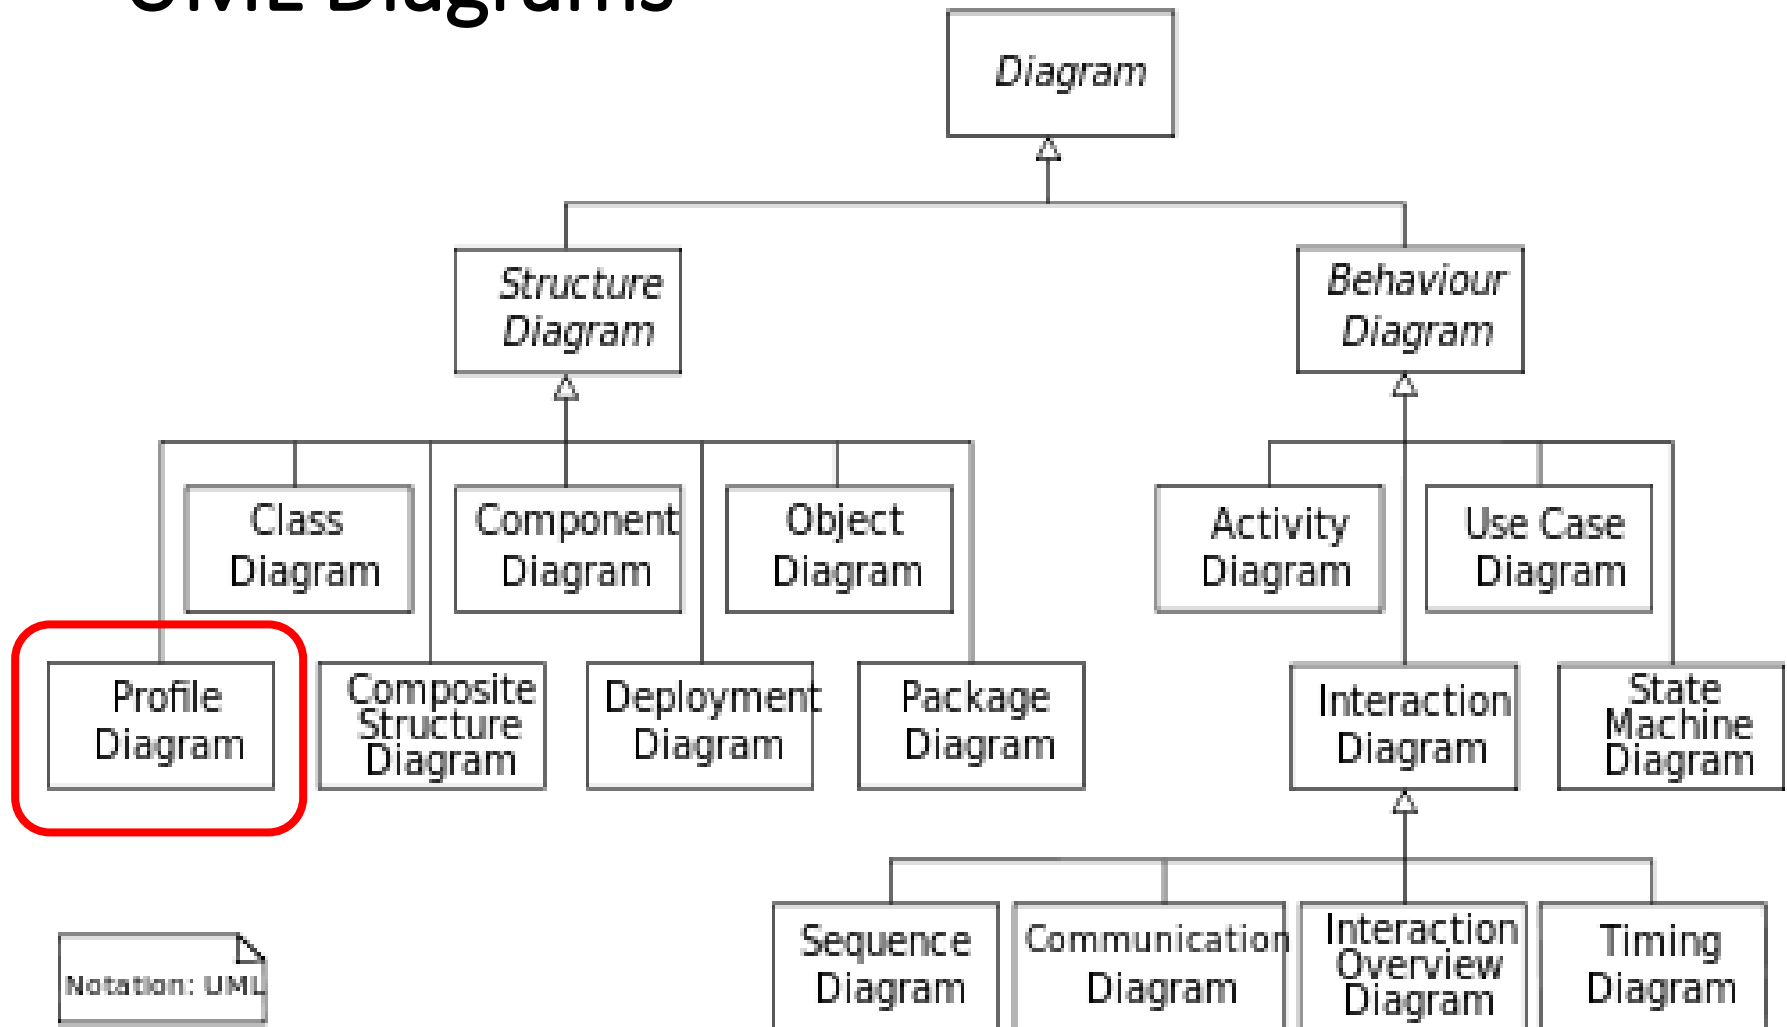 UML Diagrams
Diagram
Structure
Diagram
Behaviour
Diagram
Class
Diagram
Component
Diagram
Object
Diagram
Activity
Diagram
Use Case
Diagram
Profile
Diagram
Composite
Structure
Diagram
Deployment
Diagram
Package
Diagram
Interaction
Diagram
State
Machine
Diagram
Notation: UML
Sequence
Diagram
Communication
Diagram
Interaction
Overview
Diagram
Timing
Diagram